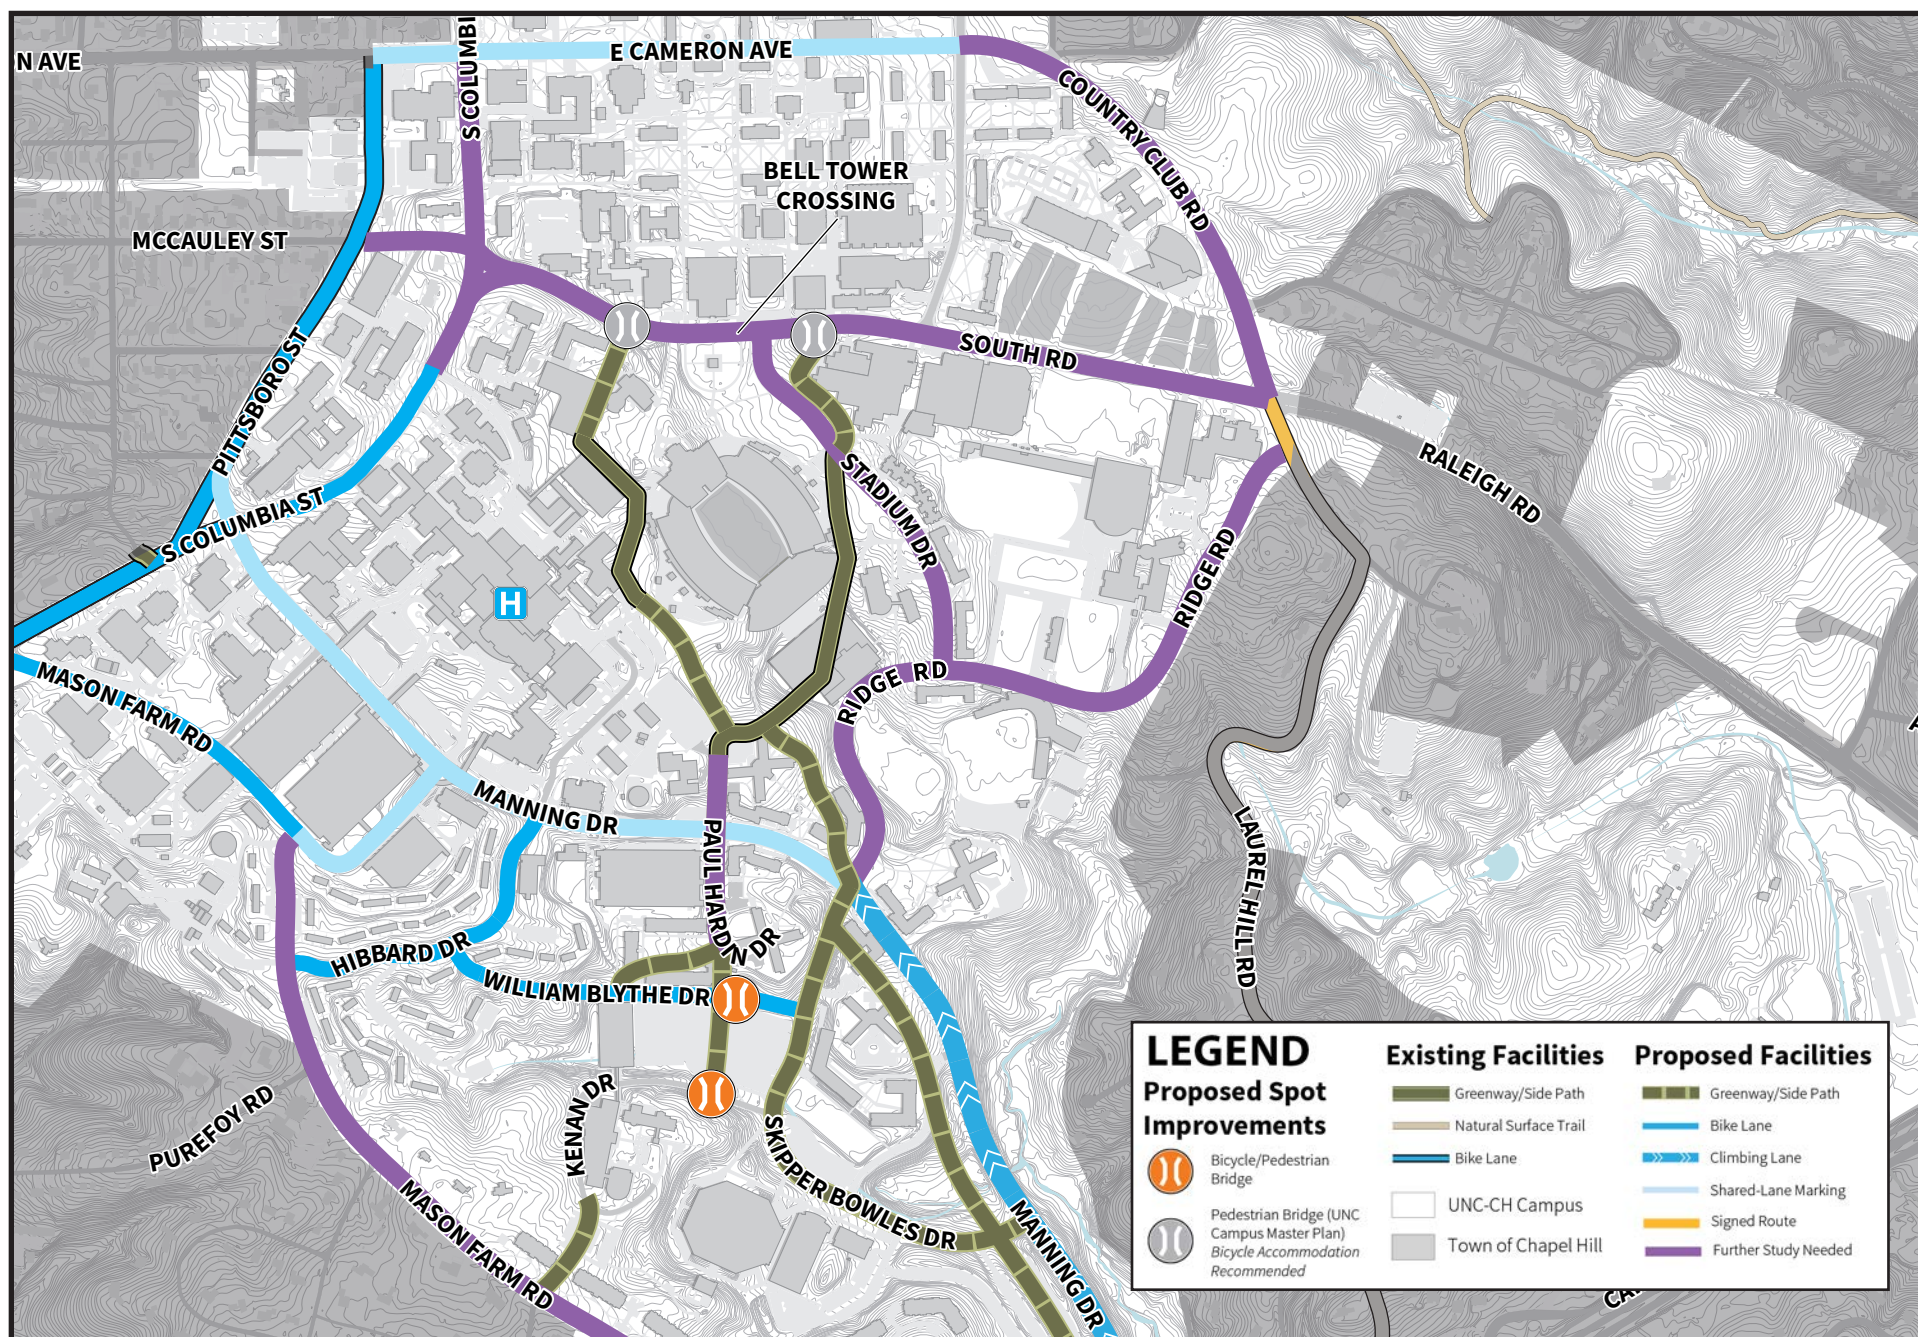 E CAMERON AVE
N AVE
S COLUMBI
COUNTRY CLUB RD
BELL TOWER
CROSSING
MCCAULEY ST
PITTSBORO ST
SOUTH RD
RALEIGH RD
S COLUMBIA ST
STADIUM DR
RIDGE RD
H
MASON FARM RD
RIDGE RD
MANNING DR
PAUL HARDIN DR
LAUREL HILL RD
HIBBARD DR
WILLIAM BLYTHE DR
KENAN DR
PUREFOY RD
SKIPPER BOWLES DR
MASON FARM RD
MANNING DR
LEGEND
Proposed Spot
Improvements
Bicycle/Pedestrian
Bridge
Pedestrian Bridge (UNC
Campus Master Plan)
Bicycle Accommodation
Recommended
Existing Facilities
Greenway/Side Path
Natural Surface Trail
Bike Lane
UNC-CH Campus
Town of Chapel Hill
Proposed Facilities
Greenway/Side Path
Bike Lane
Climbing Lane
Shared-Lane Marking
Signed Route
Further Study Needed